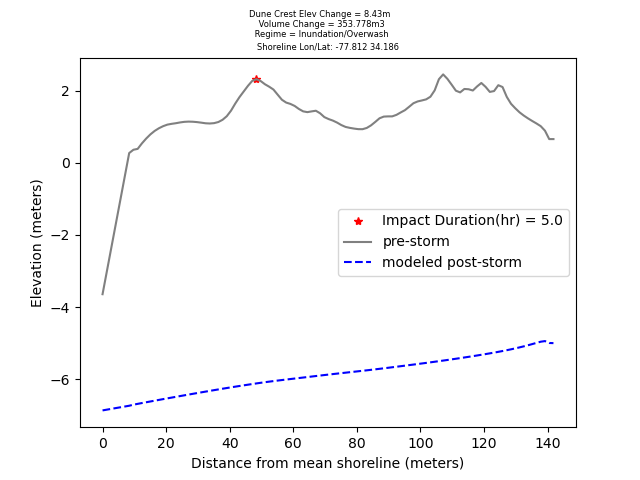 Dune Crest Elev Change = 8.43m
Volume Change = 353.778m3
Regime = Inundation/Overwash
Shoreline Lon/Lat: -77.812 34.186
2
0
−2
−4
−6
Elevation (meters)
Impact Duration(hr) = 5.0
pre-storm
modeled post-storm
0 20 40 60 80 100 120 140
Distance from mean shoreline (meters)